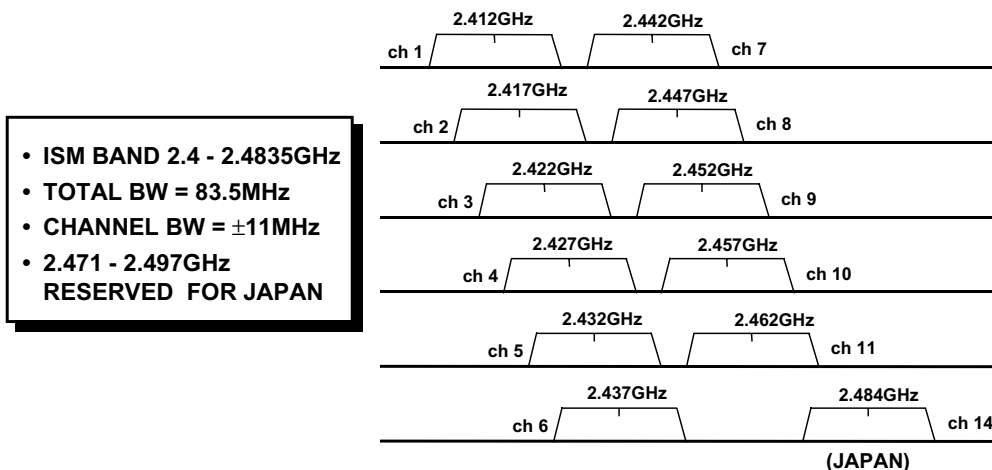 • ISM BAND 2.4 - 2.4835GHz
• TOTAL BW = 83.5MHz
• CHANNEL BW = ±11MHz
• 2.471 - 2.497GHz
RESERVED FOR JAPAN
2.412GHz 2.442GHz
ch 1 ch 7
2.417GHz 2.447GHz
ch 2 ch 8
2.422GHz 2.452GHz
ch 3 ch 9
2.427GHz 2.457GHz
ch 4 ch 10
2.432GHz 2.462GHz
ch 5 ch 11
2.437GHz 2.484GHz
ch 6 ch 14
(JAPAN)